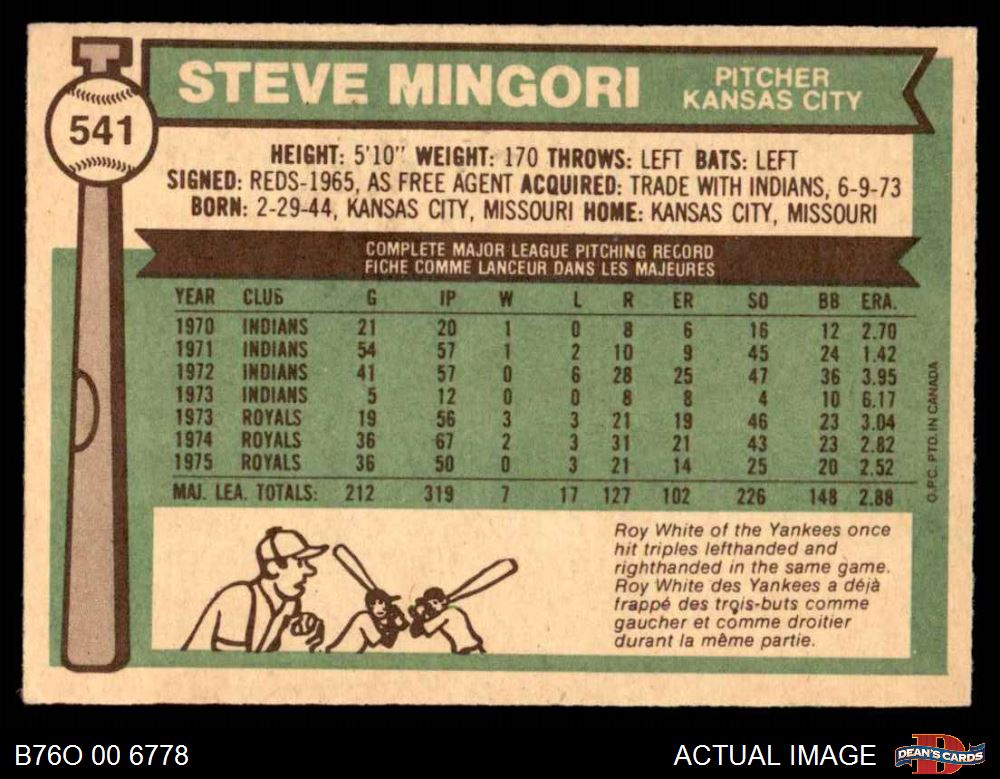 541
STEVE MINGORI
PITCHER
KANSAS CITY
HEIGHT: 5'10" WEIGHT: 170 THROWS: LEFT BATS: LEFT
SIGNED: REDS-1965, AS FREE AGENT ACQUIRED: TRADE WITH INDIANS, 6-9-73
BORN: 2-29-44, KANSAS CITY, MISSOURI HOME: KANSAS CITY, MISSOURI
COMPLETE MAJOR LEAGUE PITCHING RECORD
FICHE COMME LANCEUR DANS LES MAJEURES
YEAR CLUB G IP W L R ER SO BB ERA.
1970 INDIANS 21 20 1 0 8 6 16 12 2.70
1971 INDIANS 54 57 1 2 10 9 45 24 1.42
1972 INDIANS 41 57 0 6 28 25 47 36 3.95
1973 INDIANS 5 12 0 0 8 8 4 10 6.17
1973 ROYALS 19 56 3 3 21 19 46 23 3.04
1974 ROYALS 36 67 2 3 31 21 43 23 2.82
1975 ROYALS 36 50 0 3 21 14 25 20 2.52
MAJ. LEA. TOTALS: 212 319 7 17 127 102 226 148 2.88
O.P.C. PTD. IN CANADA
Roy White of the Yankees once
hit triples lefthanded and
righthanded in the same game.
Roy White des Yankees a déjà
frappé des trois-buts comme
gaucher et comme droitier
durant la même partie.
B76O 00 6778
ACTUAL IMAGE
DEAN'S CARDS